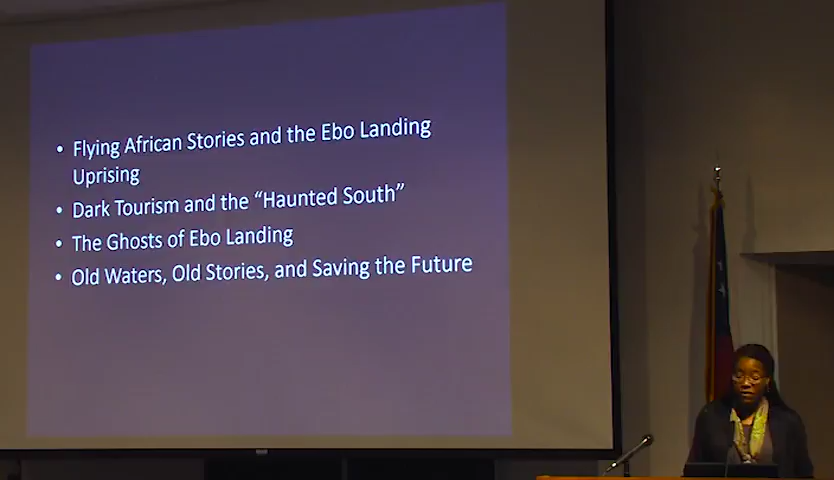 • Flying African Stories and the Ebo Landing
Uprising
• Dark Tourism and the “Haunted South”
• The Ghosts of Ebo Landing
• Old Waters, Old Stories, and Saving the Future